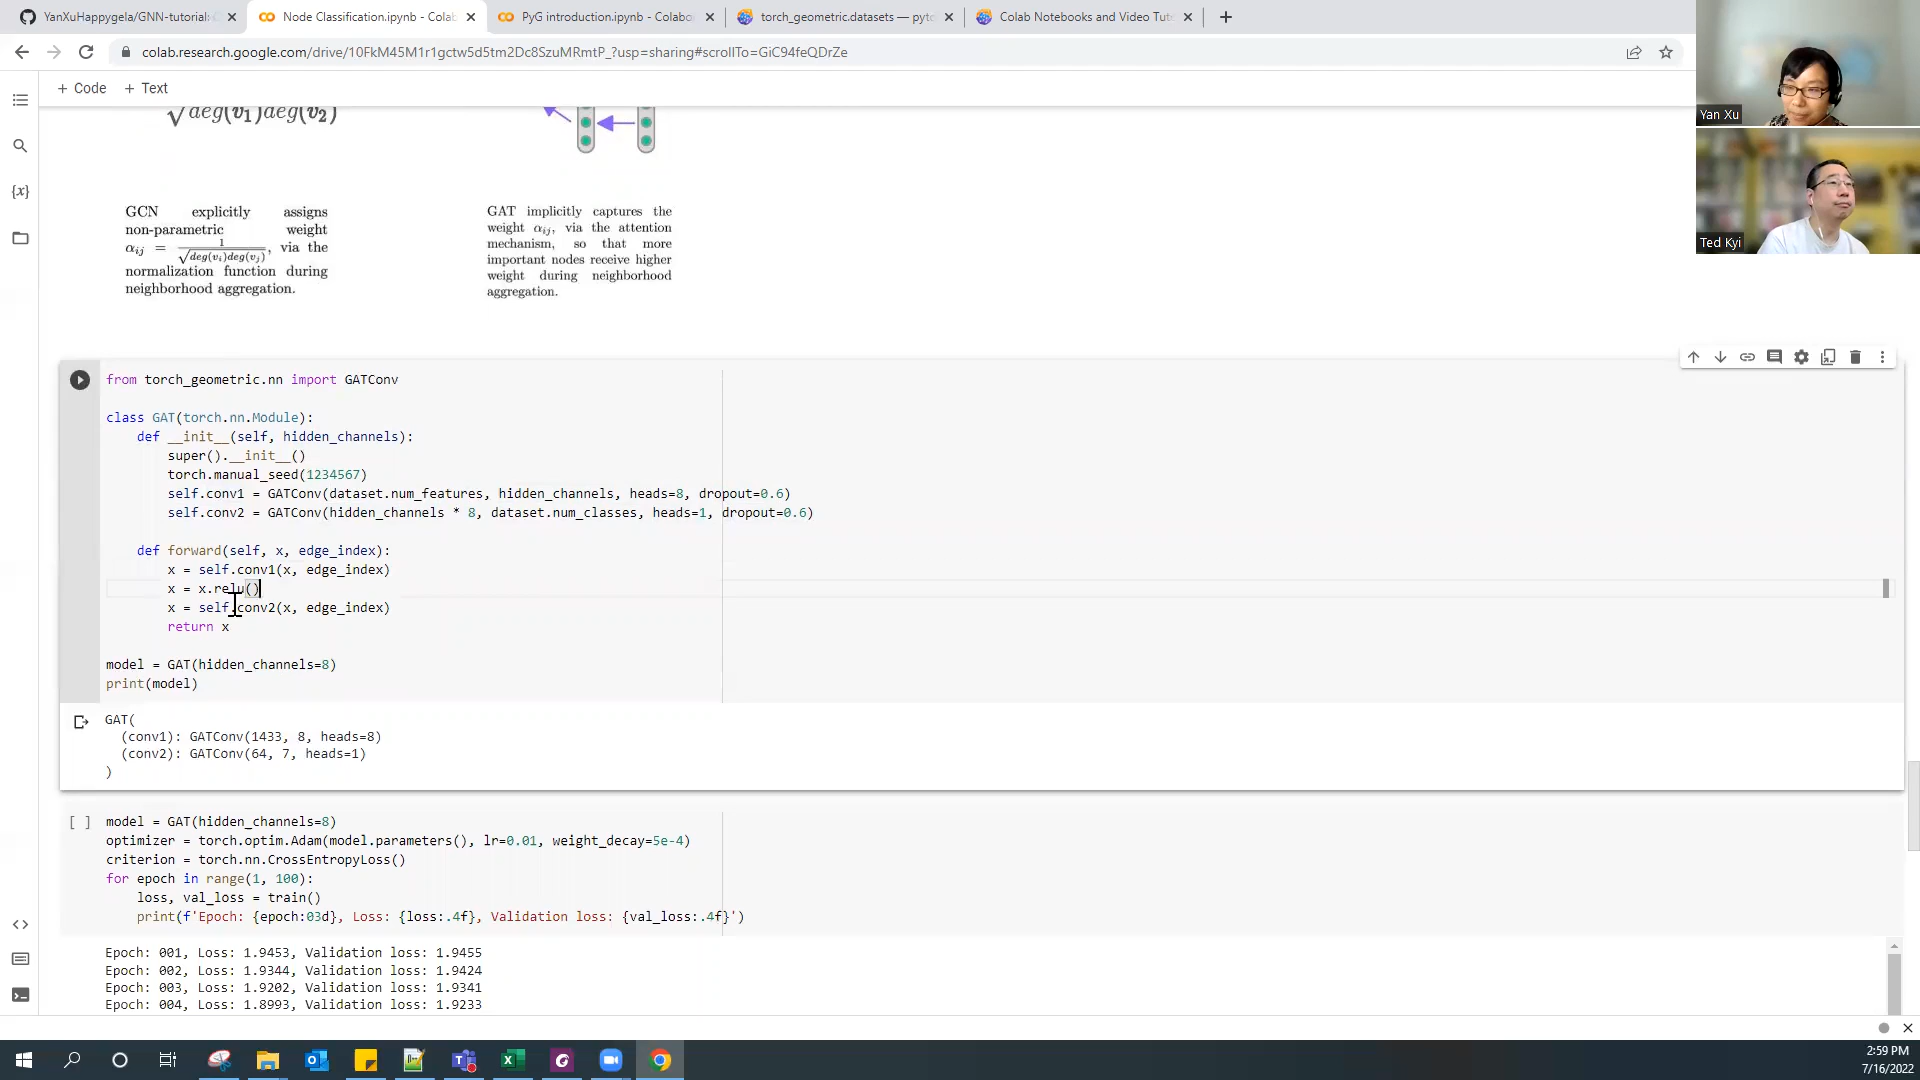 YanXuHappygela/GNN-tutorial:
Node Classification.ipynb - Colab
PyG introduction.ipynb - Colabo
torch_geometric.datasets — pyto
Colab Notebooks and Video Tuto
colab.research.google.com/drive/10FkM45M1r1gctw5d5tm2Dc8SzuMRmtP_?usp=sharing#scrollTo=GiC94feQDrZe
+ Code + Text
√deg(v₁)deg(v₂)
GCN explicitly assigns
non-parametric weight
αᵢⱼ = 1/√deg(vᵢ)deg(vⱼ), via the
normalization function during
neighborhood aggregation.
GAT implicitly captures the
weight αᵢⱼ, via the attention
mechanism, so that more
important nodes receive higher
weight during neighborhood
aggregation.
from torch_geometric.nn import GATConv
class GAT(torch.nn.Module):
def __init__(self, hidden_channels):
super().__init__()
torch.manual_seed(1234567)
self.conv1 = GATConv(dataset.num_features, hidden_channels, heads=8, dropout=0.6)
self.conv2 = GATConv(hidden_channels * 8, dataset.num_classes, heads=1, dropout=0.6)
def forward(self, x, edge_index):
x = self.conv1(x, edge_index)
x = x.relu()
x = self.conv2(x, edge_index)
return x
model = GAT(hidden_channels=8)
print(model)
GAT(
(conv1): GATConv(1433, 8, heads=8)
(conv2): GATConv(64, 7, heads=1)
)
[ ] model = GAT(hidden_channels=8)
optimizer = torch.optim.Adam(model.parameters(), lr=0.01, weight_decay=5e-4)
criterion = torch.nn.CrossEntropyLoss()
for epoch in range(1, 100):
loss, val_loss = train()
print(f'Epoch: {epoch:03d}, Loss: {loss:.4f}, Validation loss: {val_loss:.4f}')
Epoch: 001, Loss: 1.9453, Validation loss: 1.9455
Epoch: 002, Loss: 1.9344, Validation loss: 1.9424
Epoch: 003, Loss: 1.9202, Validation loss: 1.9341
Epoch: 004, Loss: 1.8993, Validation loss: 1.9233
Yan Xu
Ted Kyi
{x}
2:59 PM
7/16/2022